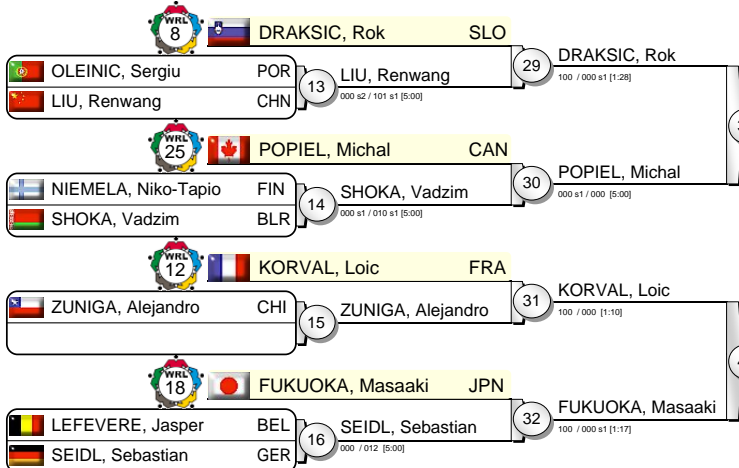 WRL
8
DRAKSIC, Rok SLO
OLEINIC, Sergiu POR
LIU, Renwang CHN
13
LIU, Renwang
000 s2 / 101 s1 [5:00]
29
DRAKSIC, Rok
100 / 000 s1 [1:28]
WRL
25
POPIEL, Michal CAN
NIEMELA, Niko-Tapio FIN
SHOKA, Vadzim BLR
14
SHOKA, Vadzim
000 s1 / 010 s1 [5:00]
30
POPIEL, Michal
000 s1 / 000 [5:00]
WRL
12
KORVAL, Loic FRA
ZUNIGA, Alejandro CHI
15
ZUNIGA, Alejandro
31
KORVAL, Loic
100 / 000 [1:10]
WRL
18
FUKUOKA, Masaaki JPN
LEFEVERE, Jasper BEL
SEIDL, Sebastian GER
16
SEIDL, Sebastian
000 / 012 [5:00]
32
FUKUOKA, Masaaki
100 / 000 s1 [1:17]